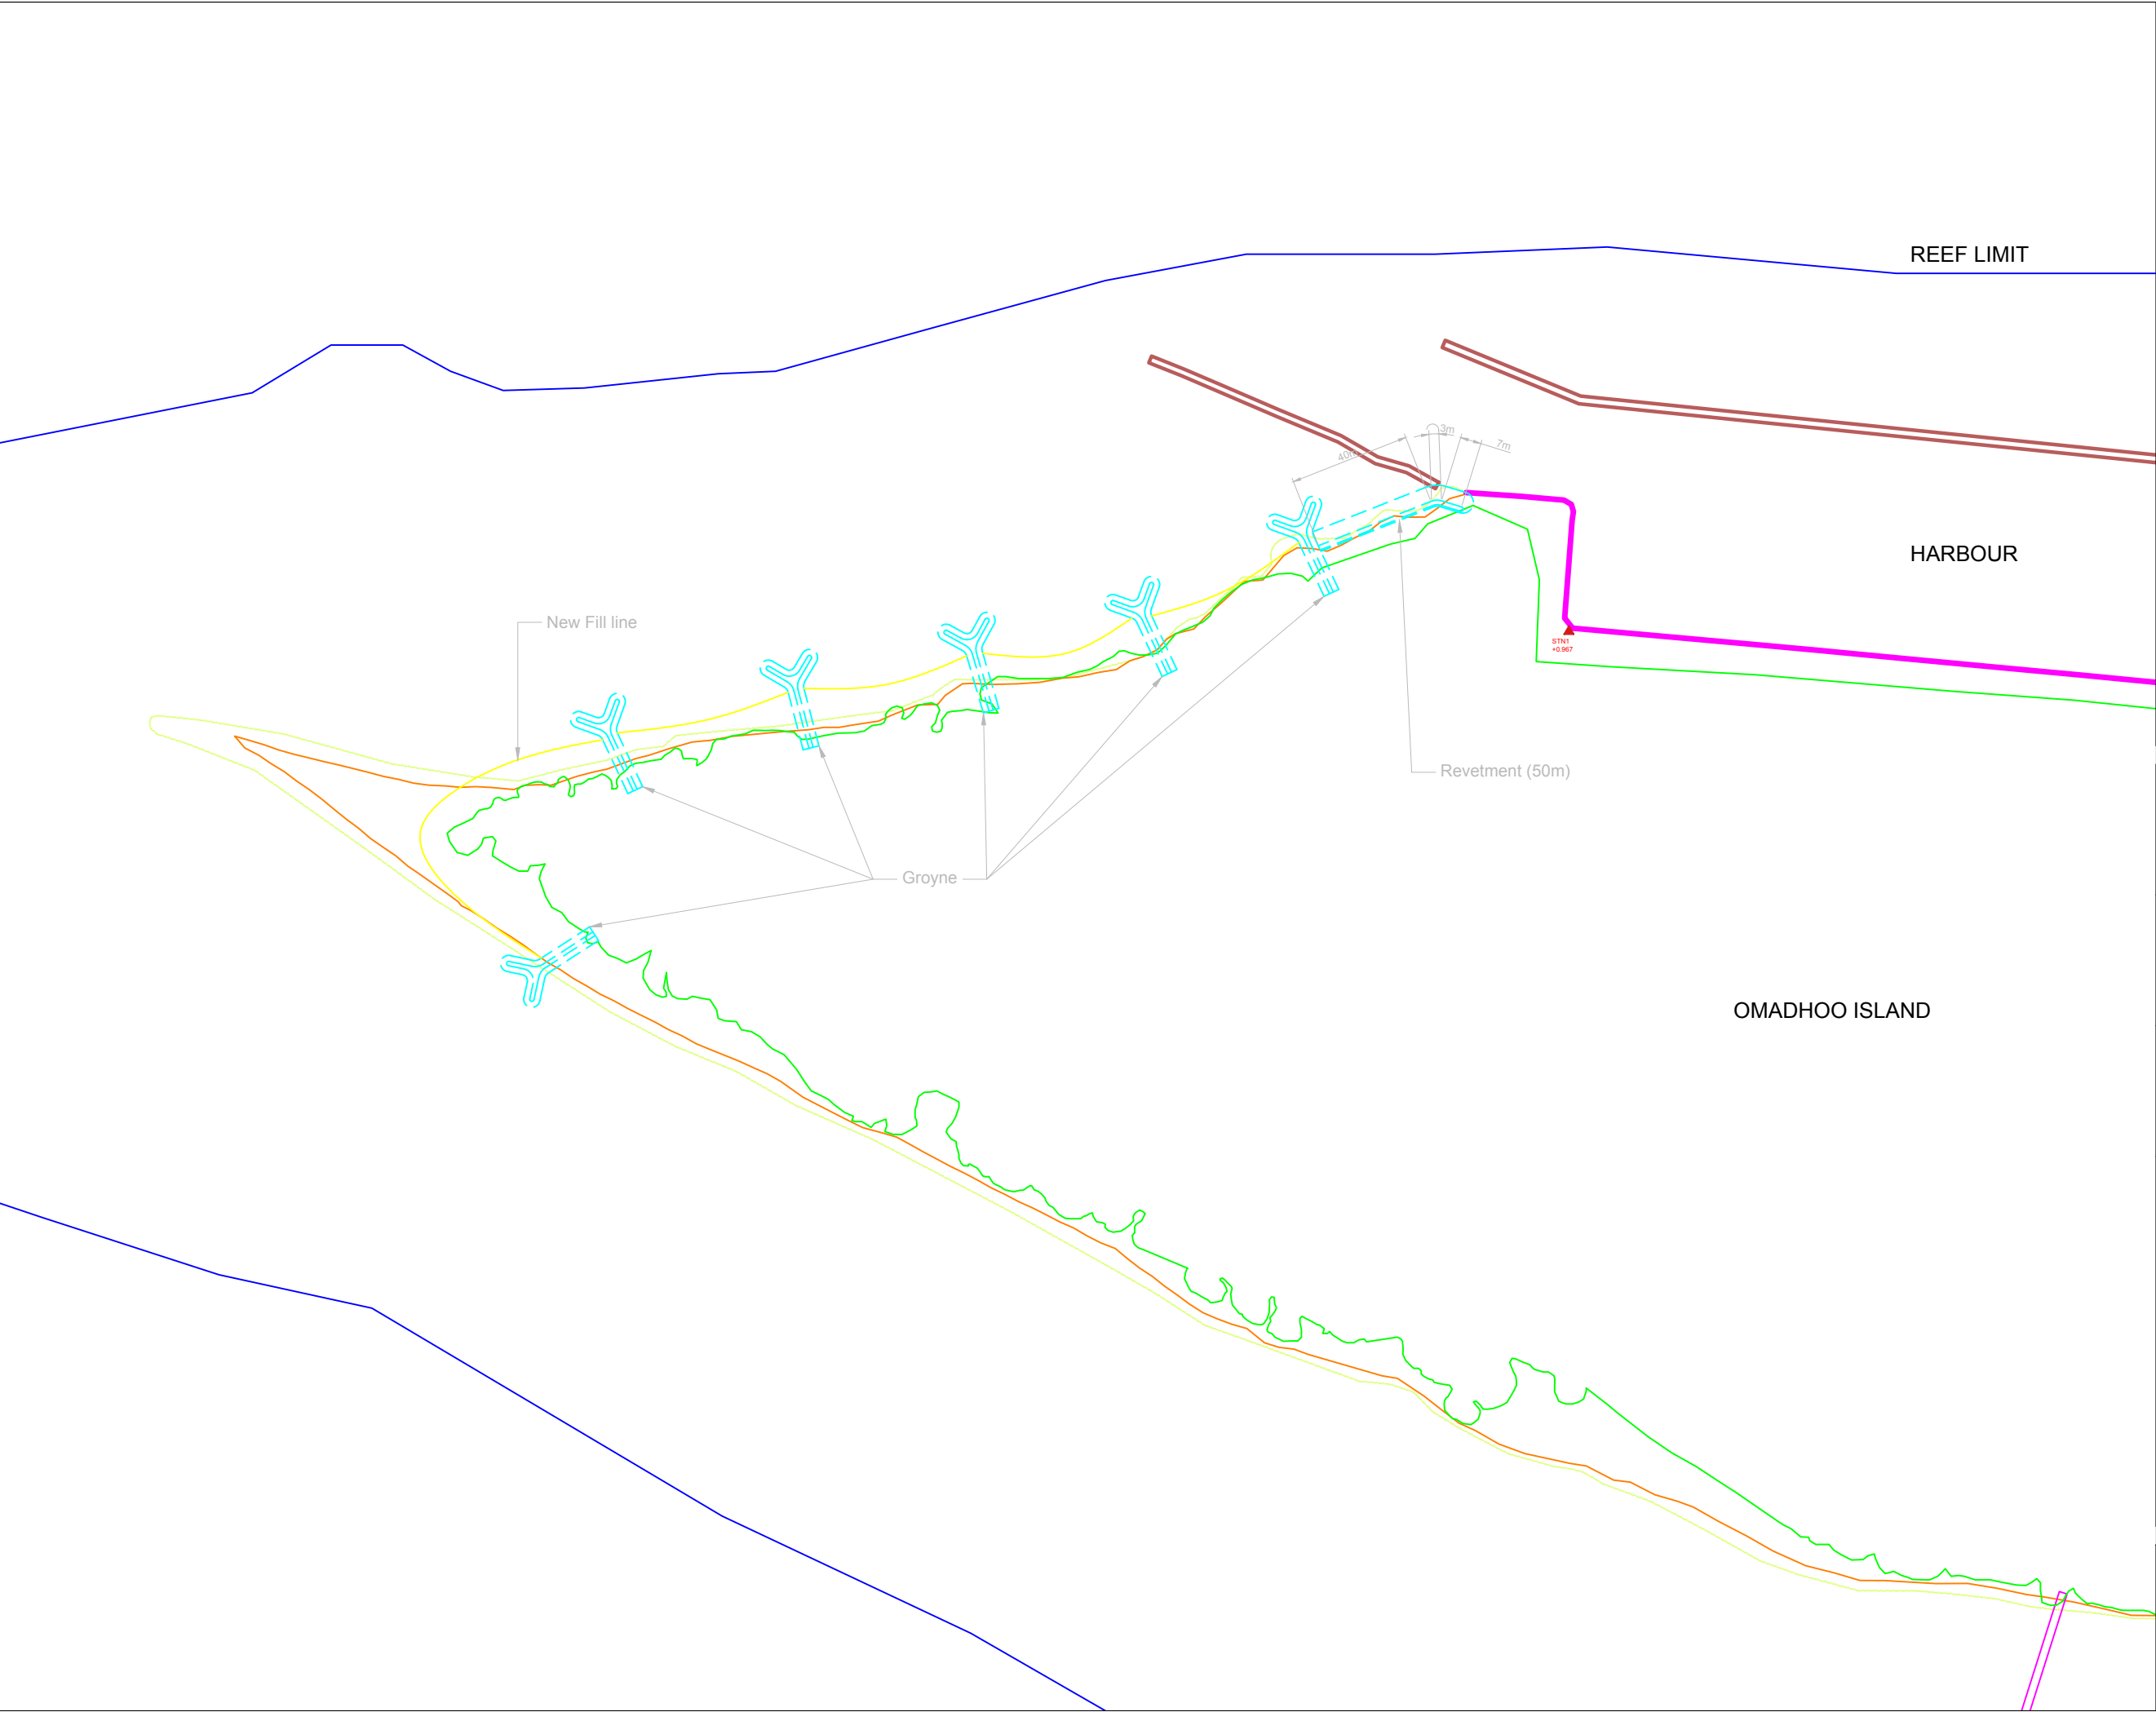 REEF LIMIT
3m
7m
40m
HARBOUR
New Fill line
STN1
+0.967
Revetment (50m)
Groyne
OMADHOO ISLAND